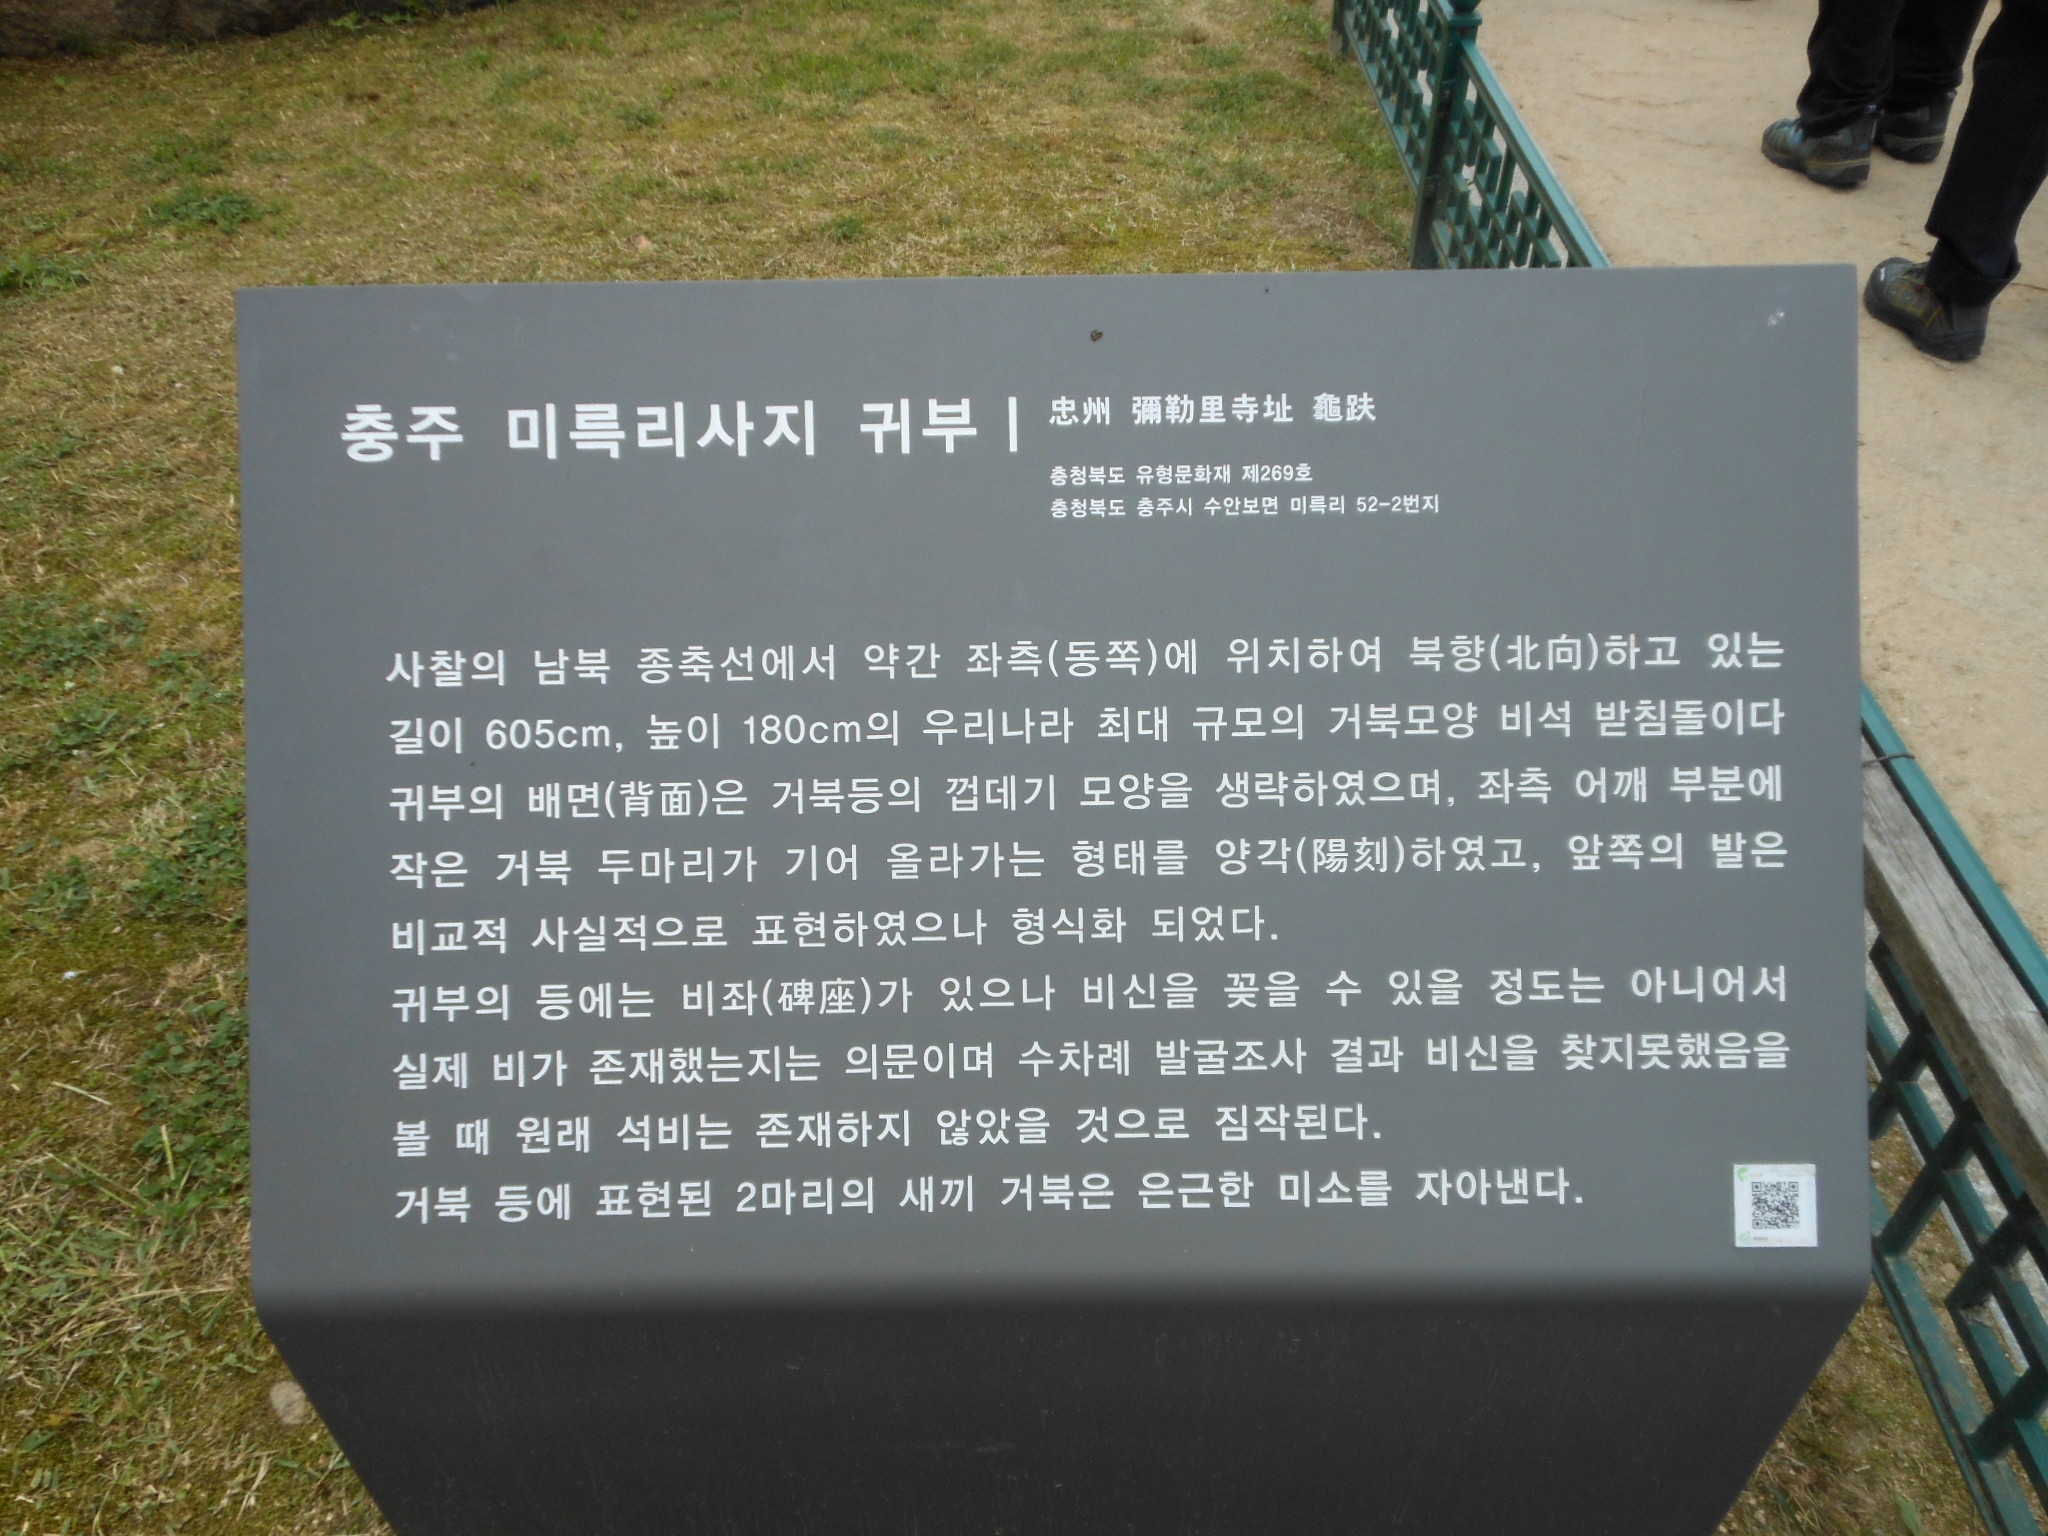 충주 미륵리사지 귀부 | 忠州 彌勒里寺址 龜趺
충청북도 유형문화재 제269호
충청북도 충주시 수안보면 미륵리 52-2번지
사찰의 남북 종축선에서 약간 좌측(동쪽)에 위치하여 북향(北向)하고 있는
길이 605cm, 높이 180cm의 우리나라 최대 규모의 거북모양 비석 받침돌이다
귀부의 배면(背面)은 거북등의 껍데기 모양을 생략하였으며, 좌측 어깨 부분에
작은 거북 두마리가 기어 올라가는 형태를 양각(陽刻)하였고, 앞쪽의 발은
비교적 사실적으로 표현하였으나 형식화 되었다.
귀부의 등에는 비좌(碑座)가 있으나 비신을 꽂을 수 있을 정도는 아니어서
실제 비가 존재했는지는 의문이며 수차례 발굴조사 결과 비신을 찾지못했음을
볼 때 원래 석비는 존재하지 않았을 것으로 짐작된다.
거북 등에 표현된 2마리의 새끼 거북은 은근한 미소를 자아낸다.